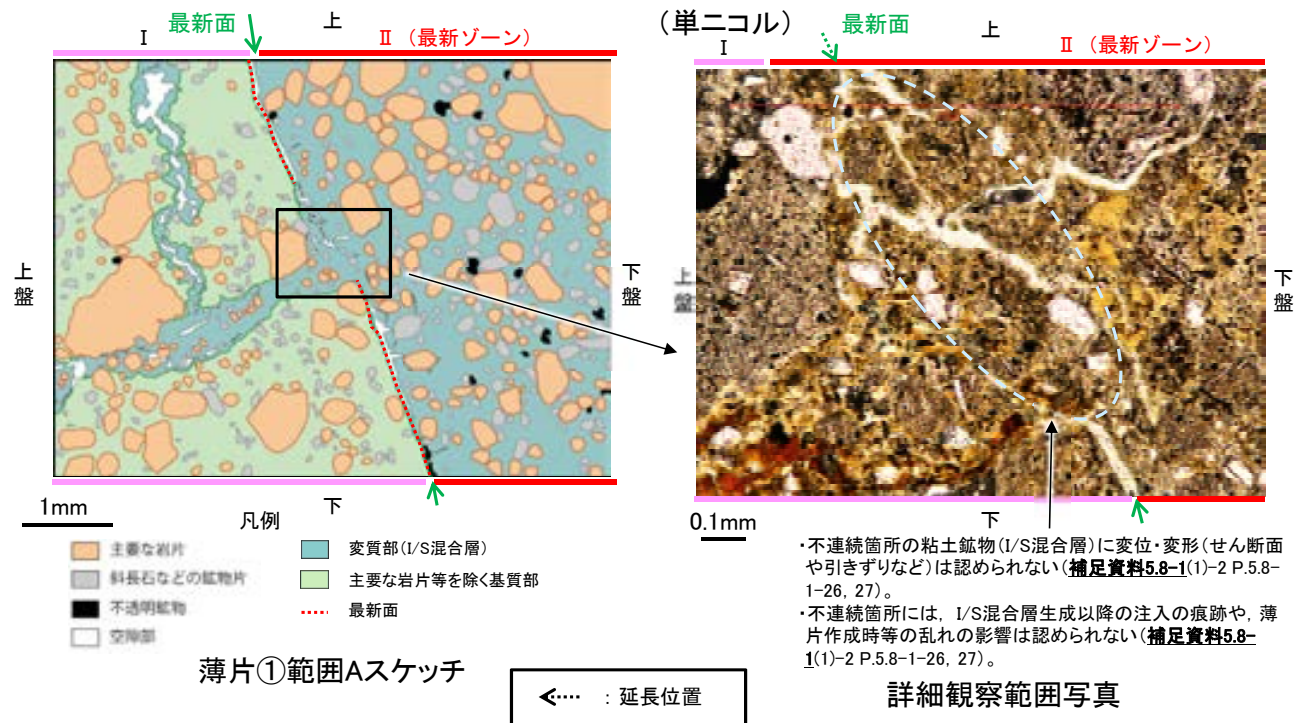 最新面
上
Ⅰ
Ⅱ（最新ゾーン）
上盤
下盤
下
1mm
凡例
主要な岩片
斜長石などの鉱物片
不透明鉱物
空隙部
変質部(I/S混合層)
主要な岩片等を除く基質部
最新面
薄片①範囲Aスケッチ
：延長位置
（単ニコル）
最新面
上
Ⅰ
Ⅱ（最新ゾーン）
上盤
下盤
下
0.1mm
・不連続箇所の粘土鉱物(I/S混合層)に変位・変形(せん断面
や引きずりなど)は認められない(補足資料5.8-1(1)-2 P.5.8-
1-26, 27)。
・不連続箇所には，I/S混合層生成以降の注入の痕跡や，薄
片作成時等の乱れの影響は認められない(補足資料5.8-
1(1)-2 P.5.8-1-26, 27)。
詳細観察範囲写真